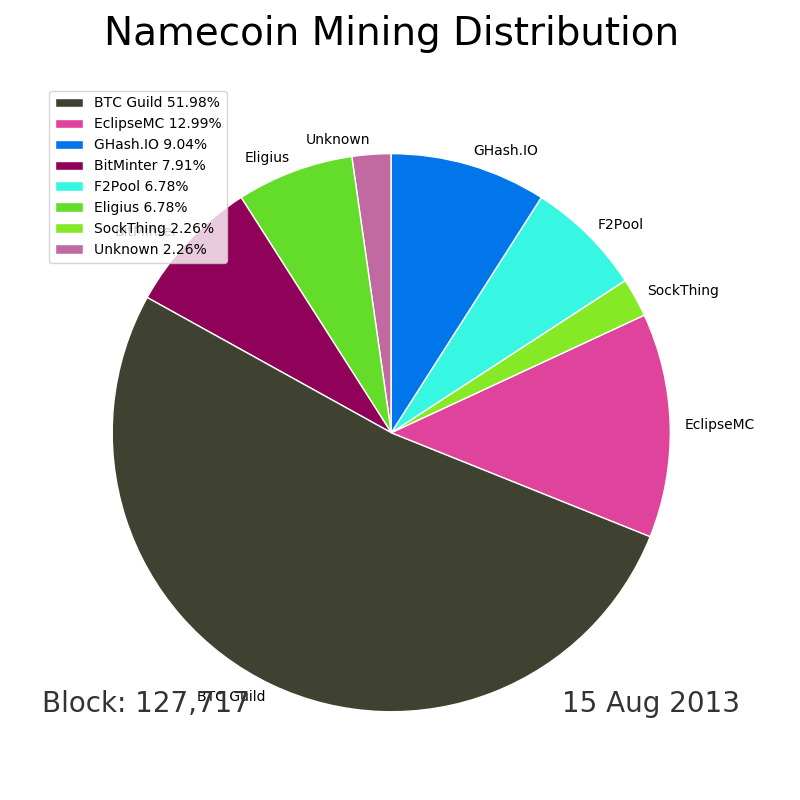 Namecoin Mining Distribution
BTC Guild 51.98%
EclipseMC 12.99%
GHash.IO 9.04%
BitMinter 7.91%
F2Pool 6.78%
Eligius 6.78%
SockThing 2.26%
Unknown 2.26%
Unknown
GHash.IO
Eligius
F2Pool
BitMinter
SockThing
EclipseMC
BTC Guild
Block: 127,717
15 Aug 2013